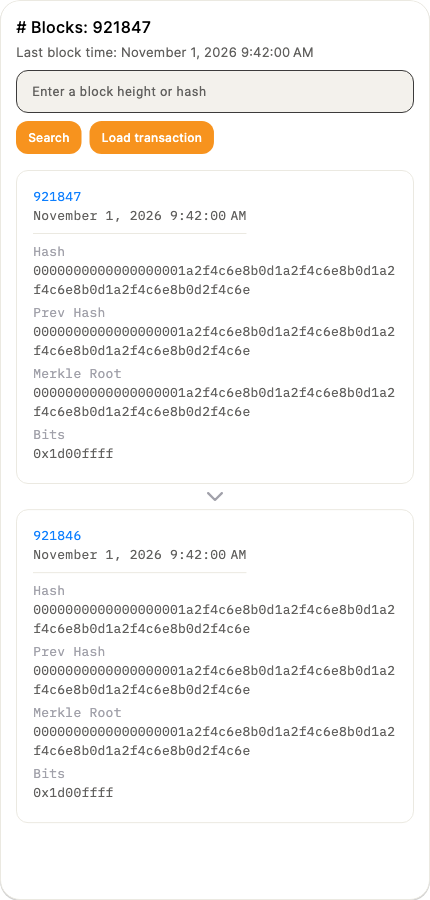 # Blocks: 921847
Last block time: November 1, 2026 9:42:00 AM
Enter a block height or hash
Search
Load transaction
921847
November 1, 2026 9:42:00 AM
Hash
0000000000000000001a2f4c6e8b0d1a2f4c6e8b0d1a2
f4c6e8b0d1a2f4c6e8b0d2f4c6e
Prev Hash
0000000000000000001a2f4c6e8b0d1a2f4c6e8b0d1a2
f4c6e8b0d1a2f4c6e8b0d2f4c6e
Merkle Root
0000000000000000001a2f4c6e8b0d1a2f4c6e8b0d1a2
f4c6e8b0d1a2f4c6e8b0d2f4c6e
Bits
0x1d00ffff
921846
November 1, 2026 9:42:00 AM
Hash
0000000000000000001a2f4c6e8b0d1a2f4c6e8b0d1a2
f4c6e8b0d1a2f4c6e8b0d2f4c6e
Prev Hash
0000000000000000001a2f4c6e8b0d1a2f4c6e8b0d1a2
f4c6e8b0d1a2f4c6e8b0d2f4c6e
Merkle Root
0000000000000000001a2f4c6e8b0d1a2f4c6e8b0d1a2
f4c6e8b0d1a2f4c6e8b0d2f4c6e
Bits
0x1d00ffff